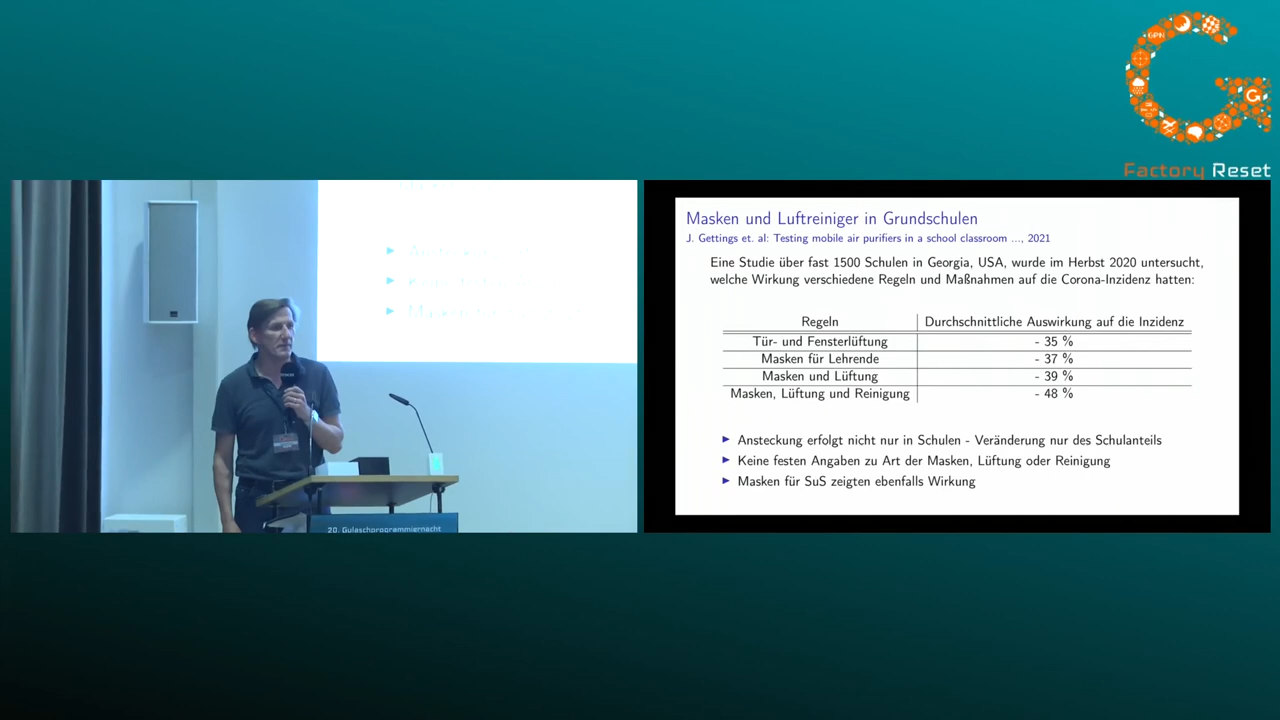 GPN
Factory Reset
Masken und Luftreiniger in Grundschulen
J. Gettings et. al: Testing mobile air purifiers in a school classroom ..., 2021
Eine Studie über fast 1500 Schulen in Georgia, USA, wurde im Herbst 2020 untersucht,
welche Wirkung verschiedene Regeln und Maßnahmen auf die Corona-Inzidenz hatten:
Regeln Durchschnittliche Auswirkung auf die Inzidenz
Tür- und Fensterlüftung - 35 %
Masken für Lehrende - 37 %
Masken und Lüftung - 39 %
Masken, Lüftung und Reinigung - 48 %
Ansteckung erfolgt nicht nur in Schulen - Veränderung nur des Schulanteils
Keine festen Angaben zu Art der Masken, Lüftung oder Reinigung
Masken für SuS zeigten ebenfalls Wirkung
20. Gulaschprogrammiernacht